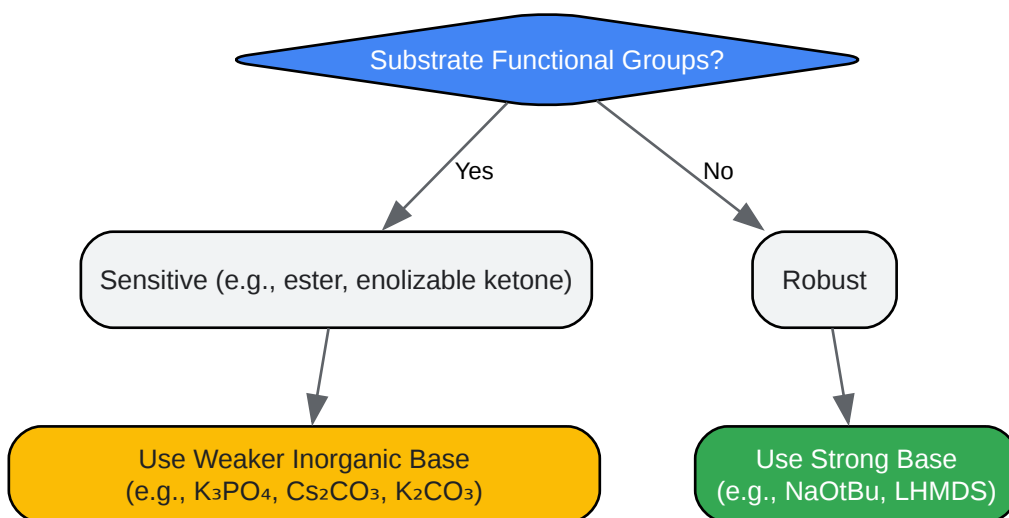 Substrate Functional Groups?
Yes
No
Sensitive (e.g., ester, enolizable ketone)
Robust
Use Weaker Inorganic Base
(e.g., K₃PO₄, Cs₂CO₃, K₂CO₃)
Use Strong Base
(e.g., NaOtBu, LHMDS)